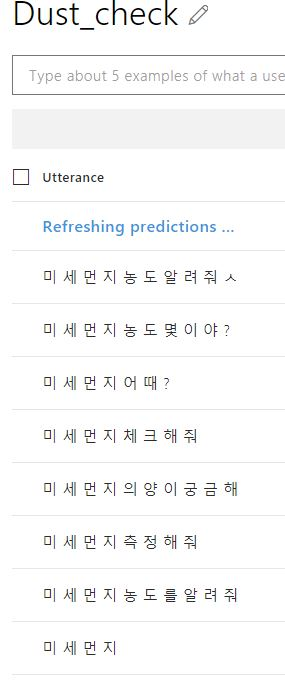 Dust_check
Type about 5 examples of what a use
Utterance
Refreshing predictions ...
미 세 먼 지 농 도 알 려 줘 ㅅ
미 세 먼 지 농 도 몇 이 야 ?
미 세 먼 지 어 때 ?
미 세 먼 지 체 크 해 줘
미 세 먼 지 의 양 이 궁 금 해
미 세 먼 지 측 정 해 줘
미 세 먼 지 농 도 를 알 려 줘
미 세 먼 지